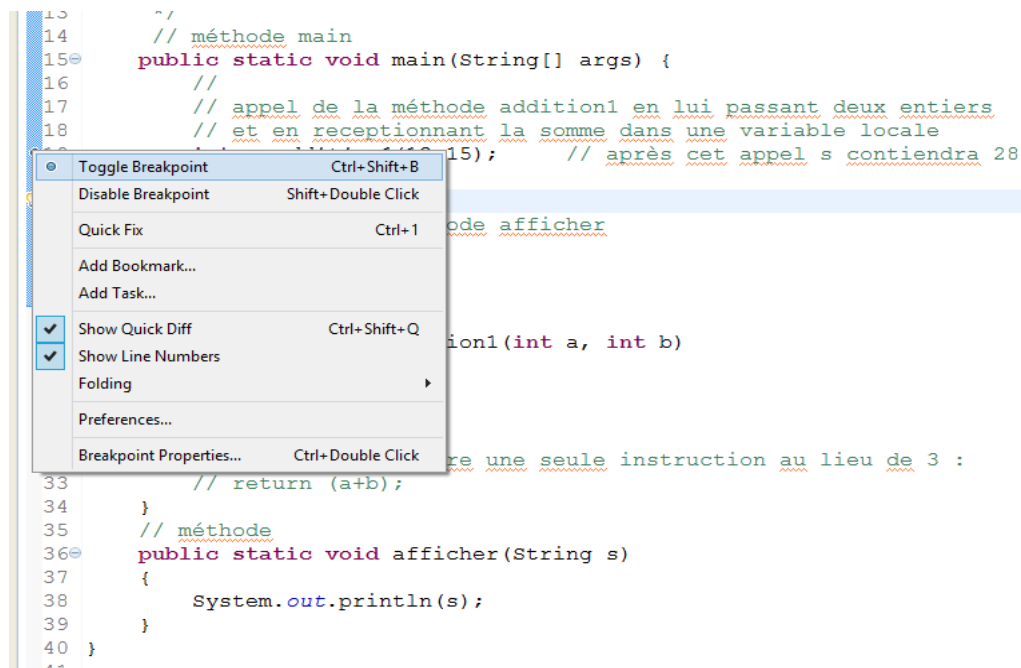 13 */
14 // méthode main
15 public static void main(String[] args) {
16 //
17 // appel de la méthode addition1 en lui passant deux entiers
18 // et en receptionnant la somme dans une variable locale
15); // après cet appel s contiendra 28
Toggle Breakpoint Ctrl+Shift+B
Disable Breakpoint Shift+Double Click
ode afficher
Quick Fix Ctrl+1
Add Bookmark...
Add Task...
Show Quick Diff Ctrl+Shift+Q
ion1(int a, int b)
Show Line Numbers
Folding
Preferences...
Breakpoint Properties... Ctrl+Double Click
re une seule instruction au lieu de 3 :
33 // return (a+b);
34 }
35 // méthode
36 public static void afficher(String s)
37 {
38 System.out.println(s);
39 }
40 }